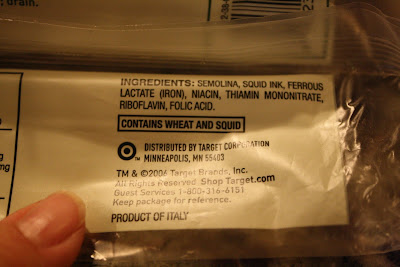 drain.
INGREDIENTS: SEMOLINA, SQUID INK, FERROUS
LACTATE (IRON), NIACIN, THIAMIN MONONITRATE,
RIBOFLAVIN, FOLIC ACID.
CONTAINS WHEAT AND SQUID
DISTRIBUTED BY TARGET CORPORATION
MINNEAPOLIS, MN 55403
TM & ©2006 Target Brands, Inc.
All Rights Reserved. Shop Target.com
Guest Services 1-800-316-6151
Keep package for reference.
PRODUCT OF ITALY